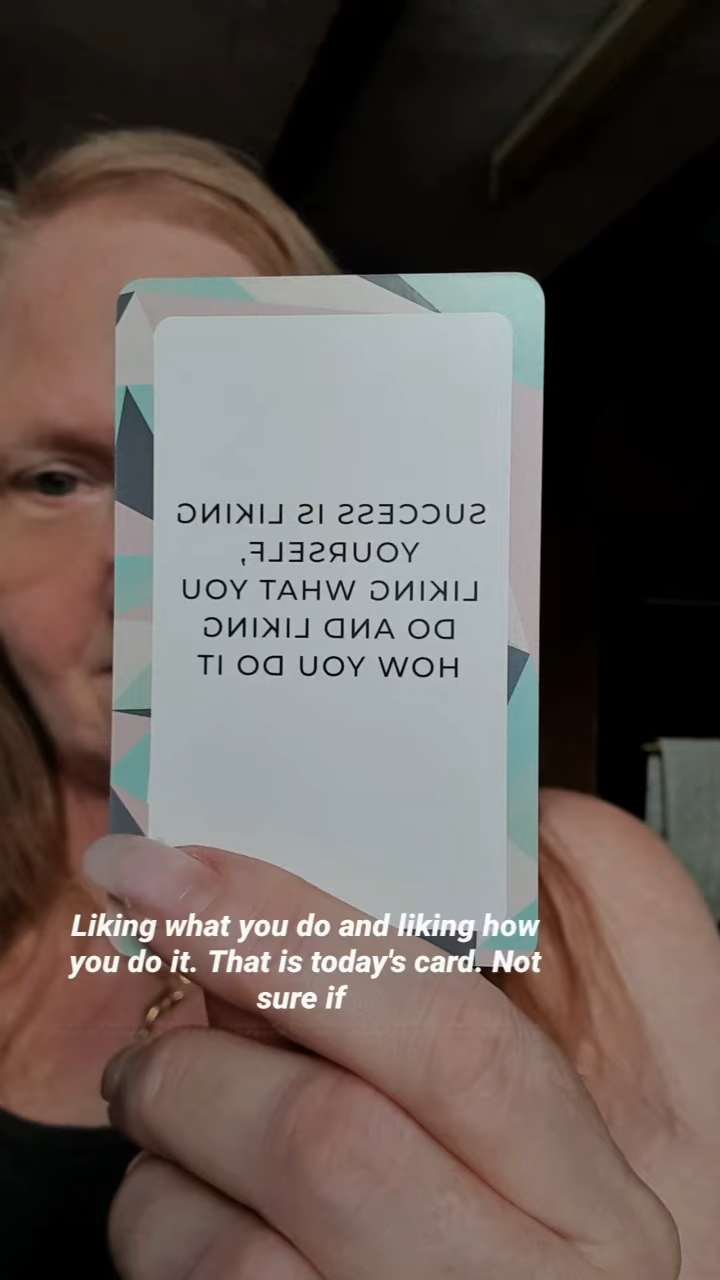 SUCCESS IS LIKING
YOURSELF,
LIKING WHAT YOU
DO AND LIKING
HOW YOU DO IT
Liking what you do and liking how
you do it. That is today's card. Not
sure if